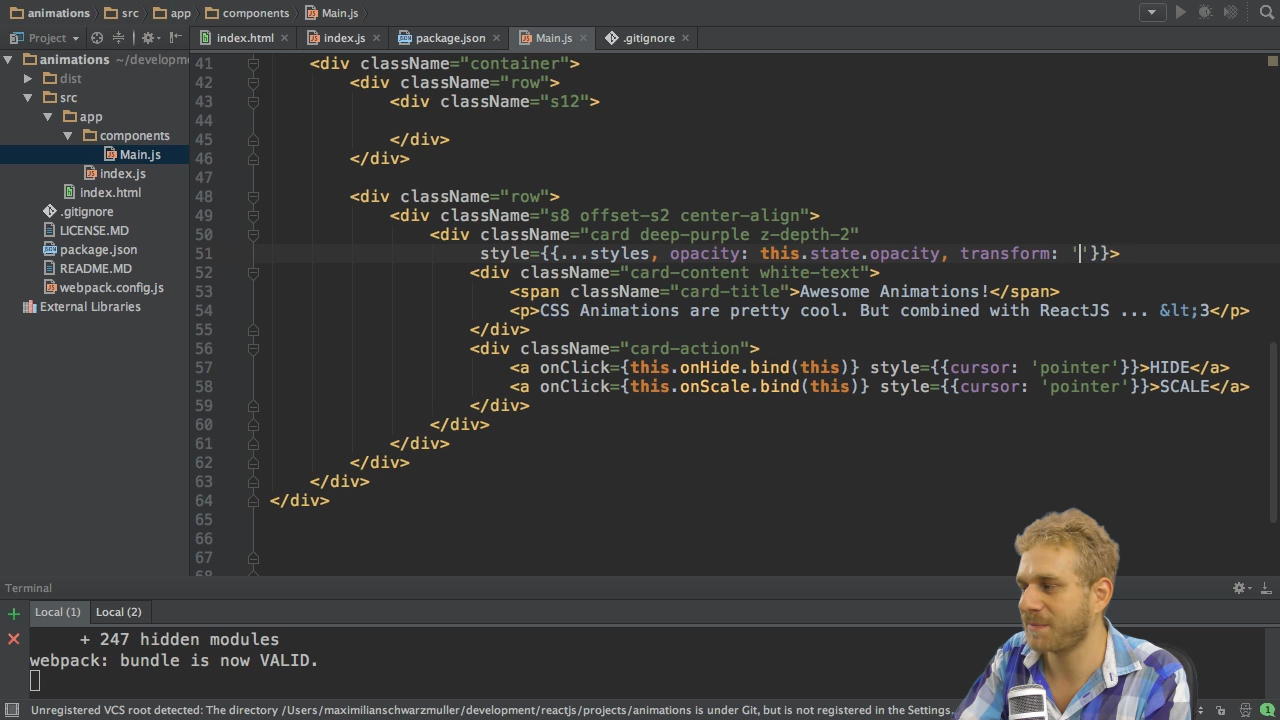 animations src app components Main.js
Project index.html index.js package.json Main.js .gitignore
animations ~/developme
dist
src
app
components
Main.js
index.js
index.html
.gitignore
LICENSE.MD
package.json
README.MD
webpack.config.js
External Libraries
41 <div className="container">
42 <div className="row">
43 <div className="s12">
44
45 </div>
46 </div>
47
48 <div className="row">
49 <div className="s8 offset-s2 center-align">
50 <div className="card deep-purple z-depth-2"
51 style={{...styles, opacity: this.state.opacity, transform: ''}}>
52 <div className="card-content white-text">
53 <span className="card-title">Awesome Animations!</span>
54 <p>CSS Animations are pretty cool. But combined with ReactJS ... &lt;3</p>
55 </div>
56 <div className="card-action">
57 <a onClick={this.onHide.bind(this)} style={{cursor: 'pointer'}}>HIDE</a>
58 <a onClick={this.onScale.bind(this)} style={{cursor: 'pointer'}}>SCALE</a>
59 </div>
60 </div>
61 </div>
62 </div>
63 </div>
64 </div>
65
66
67
68
Terminal
Local (1) Local (2)
+ 247 hidden modules
webpack: bundle is now VALID.
Unregistered VCS root detected: The directory /Users/maximilianschwarzmuller/development/reactjs/projects/animations is under Git, but is not registered in the Settings.
1